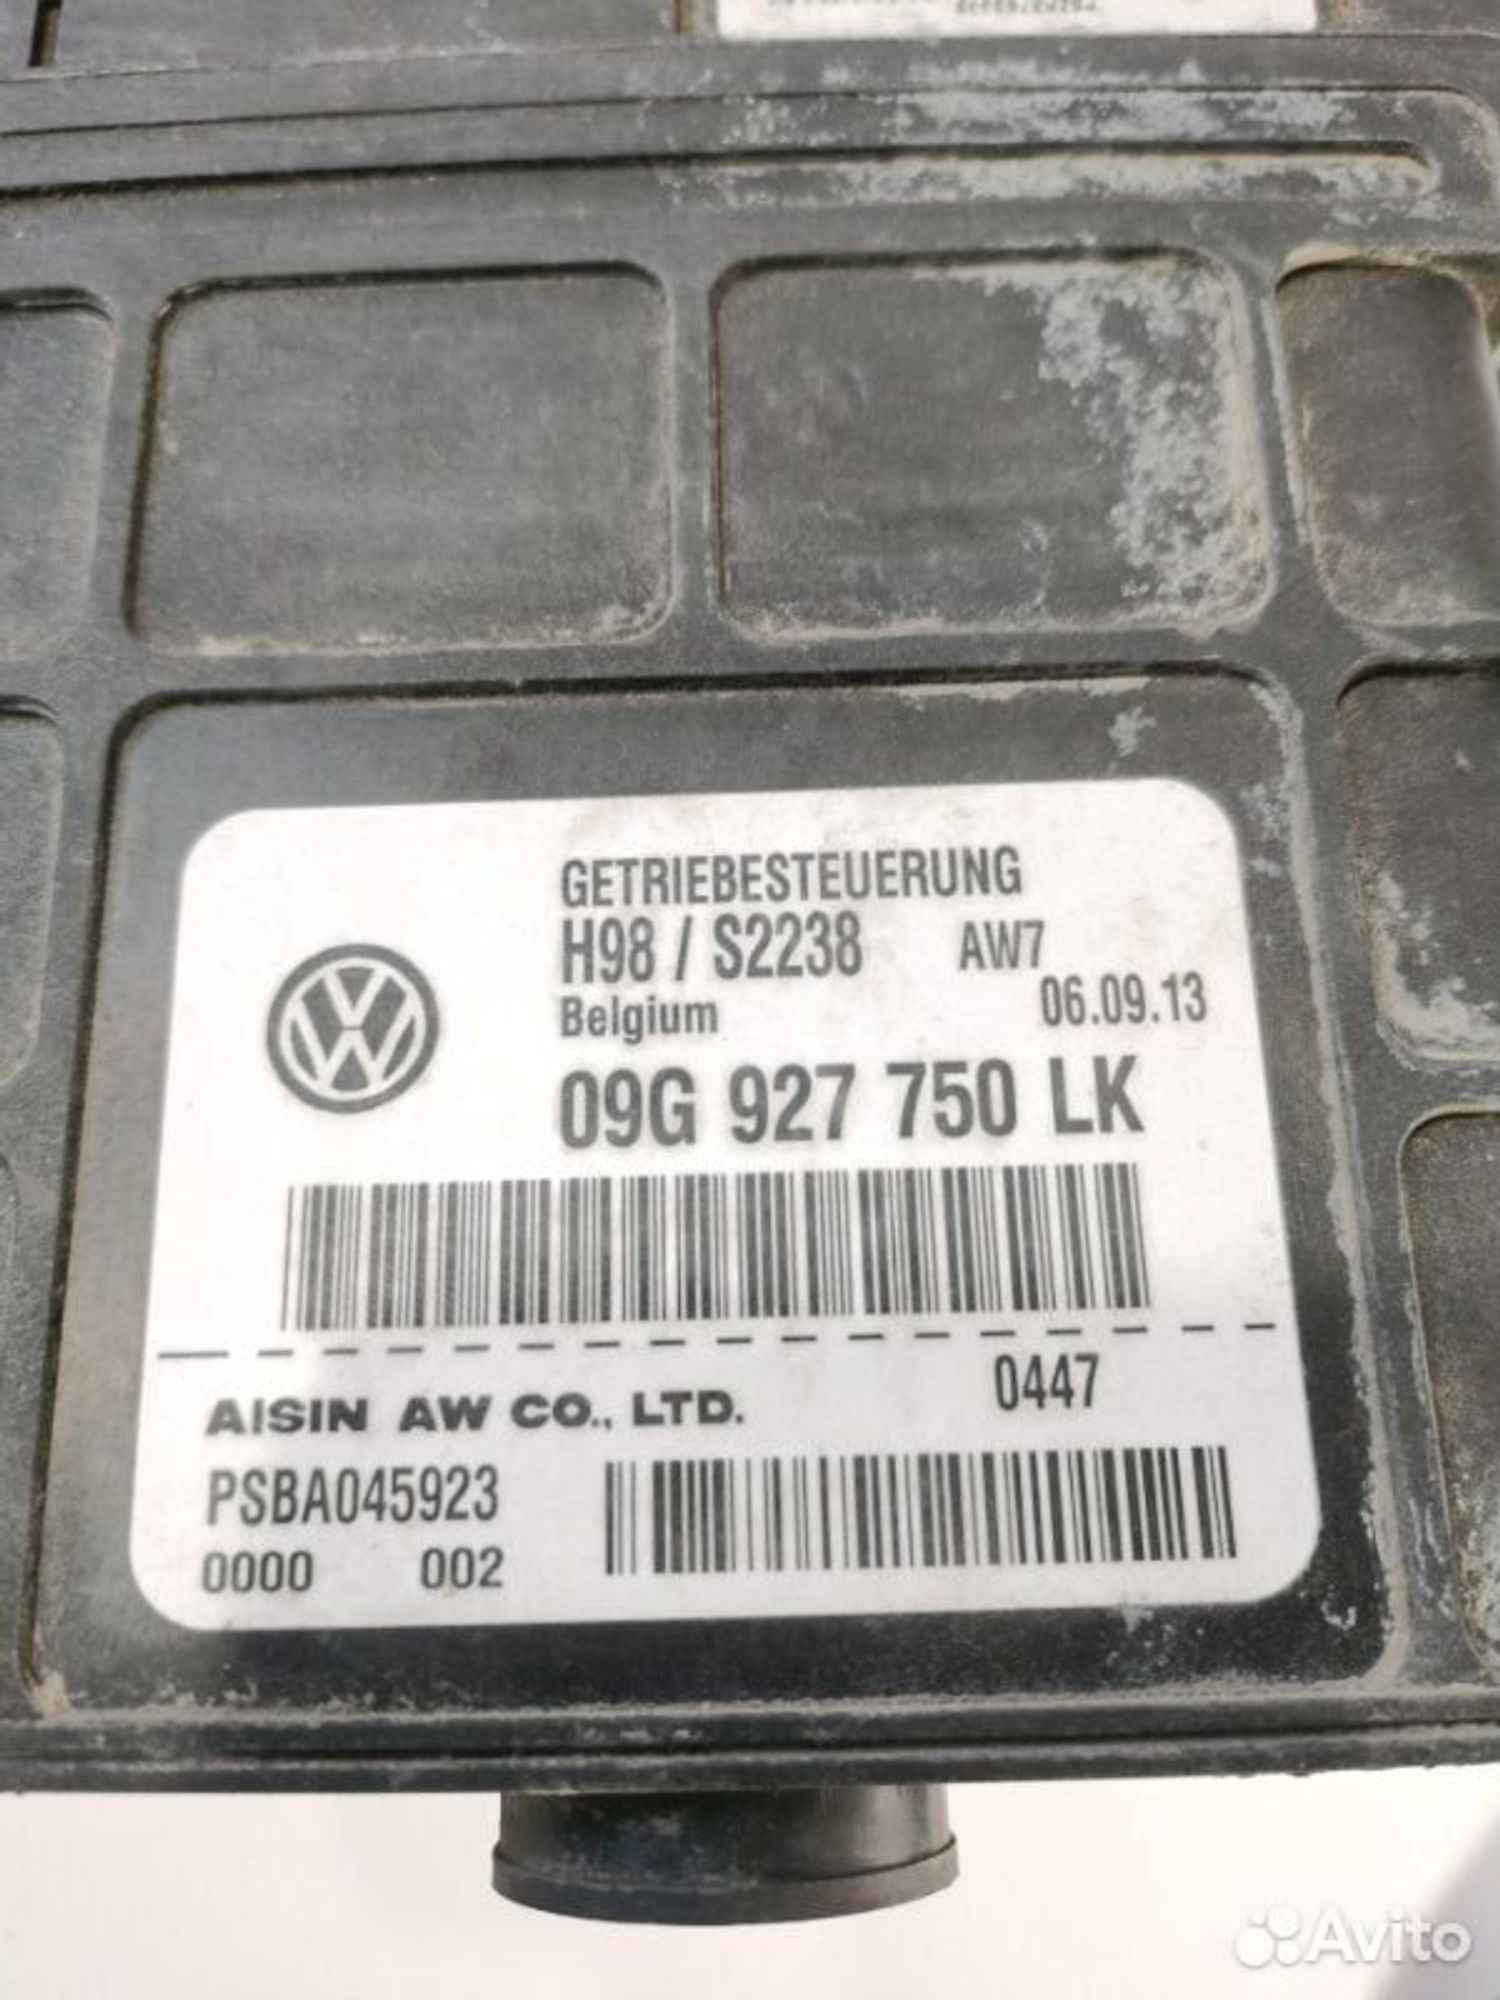 GETRIEBESTEUERUNG
H98 / S2238 AW7
Belgium 06.09.13
09G 927 750 LK
0447
AISIN AW CO., LTD.
PSBA045923
0000 002
Avito